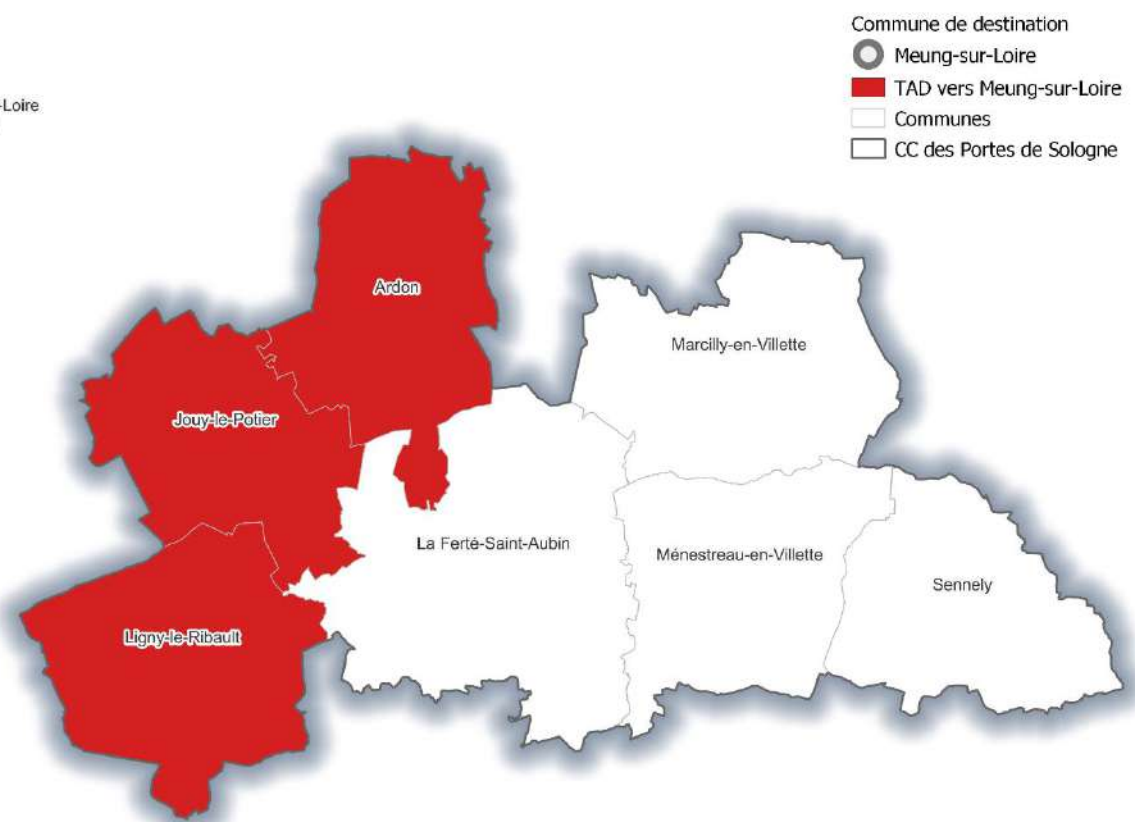 Commune de destination
Meung-sur-Loire
TAD vers Meung-sur-Loire
Communes
CC des Portes de Sologne
-Loire
Ardon
Marcilly-en-Villette
Jouy-le-Potier
La Ferté-Saint-Aubin
Ménestreau-en-Villette
Sennely
Ligny-le-Ribault